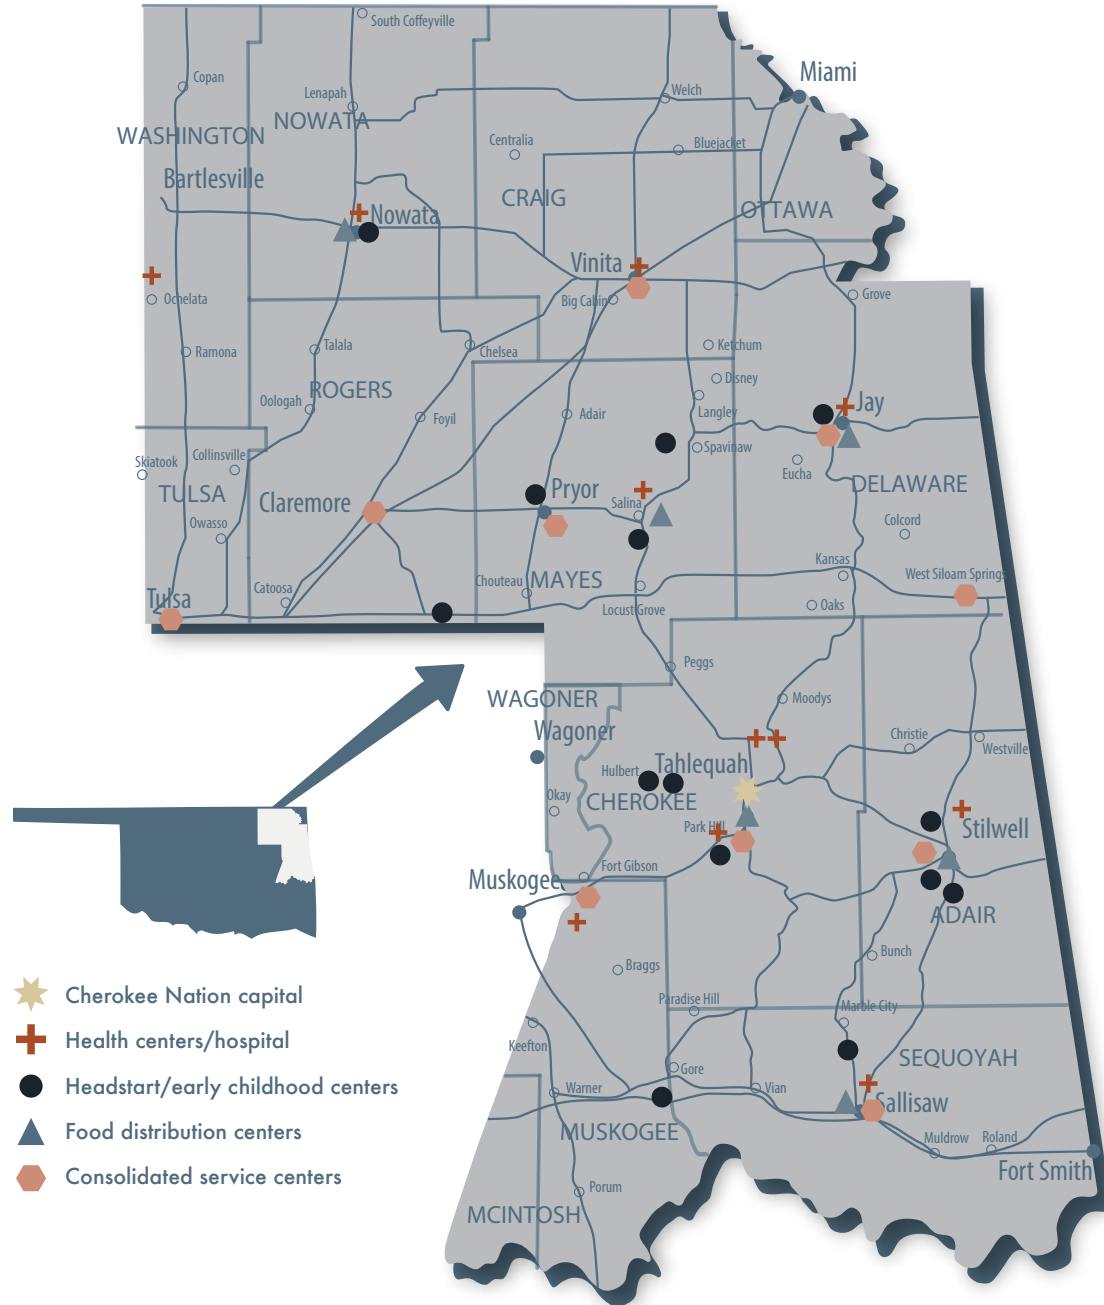 South Coffeyville
Miami
Copan
Welch
Lenapah
NOWATA
WASHINGTON
Centralia
Bluejacket
Bartlesville
CRAIG
OTTAWA
Nowata
Vinita
Ochelata
Big Cabin
Grove
Ramona
Talala
Chelsea
Ketchum
Disney
ROGERS
Oologah
Foyil
Adair
Langley
Jay
Skiatook
Collinsville
Spavinaw
Eucha
TULSA
Claremore
Pryor
Salina
DELAWARE
Owasso
Colcord
Kansas
Chouteau
MAYES
West Siloam Springs
Catoosa
Tulsa
Locust Grove
Oaks
Peggs
WAGONER
Moodys
Wagoner
Christie
Westville
Hulbert
Tahlequah
Okay
CHEROKEE
Park Hill
Stilwell
Fort Gibson
Muskogee
ADAIR
Bunch
Braggs
Cherokee Nation capital
Paradise Hill
Marble City
Health centers/hospital
Keefton
SEQUOYAH
Gore
Headstart/early childhood centers
Warner
Vian
Sallisaw
Food distribution centers
MUSKOGEE
Muldrow
Roland
Fort Smith
Consolidated service centers
Porum
MCINTOSH